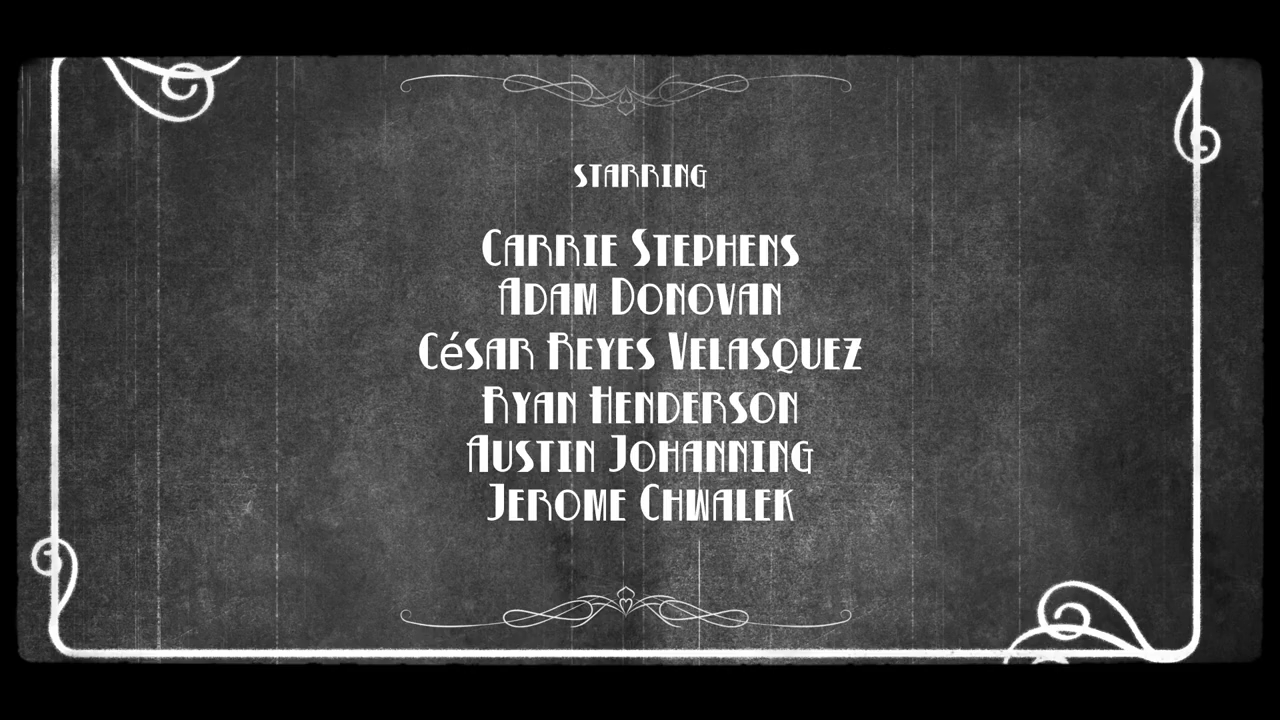 STARRING
CARRIE STEPHENS
ADAM DONOVAN
CéSAR REYES VELASQUEZ
RYAN HENDERSON
AUSTIN JOHANNING
JEROME CHWALEK